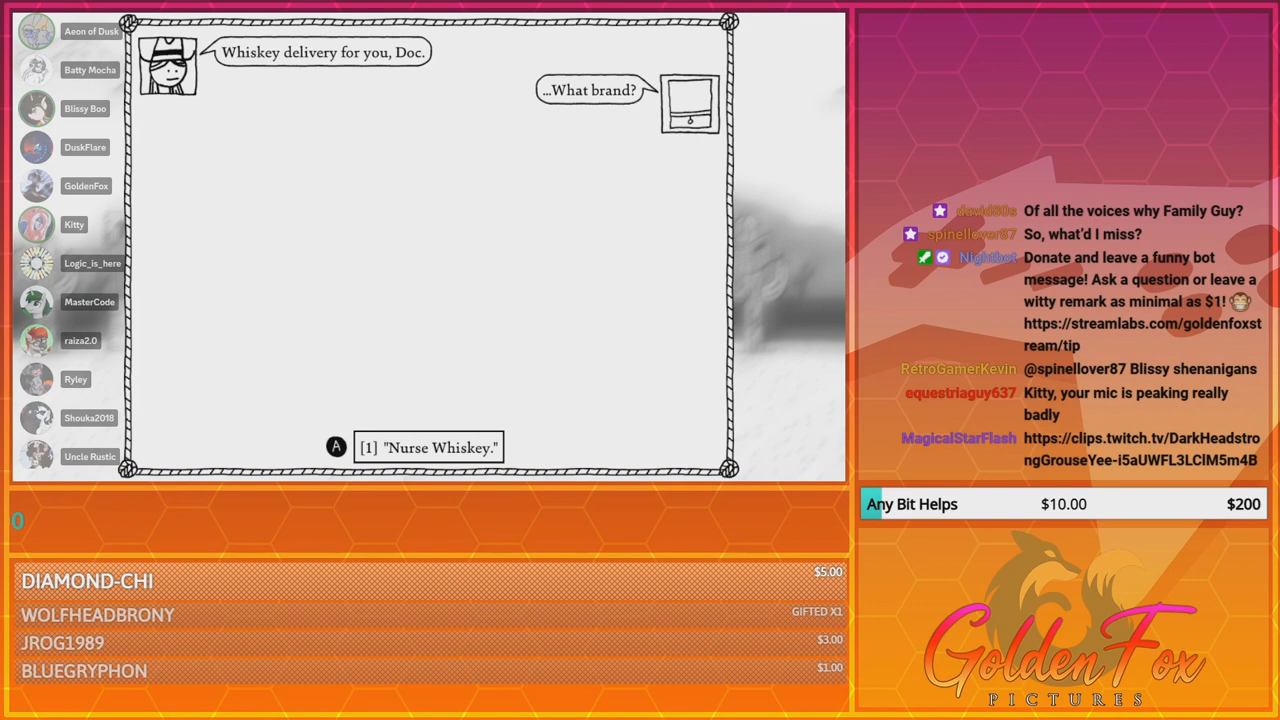 Aeon of Dusk
Batty Mocha
Blissy Boo
DuskFlare
GoldenFox
Kitty
Logic_is_here
MasterCode
raiza2.0
Ryley
Shouka2018
Uncle Rustic
Whiskey delivery for you, Doc.
...What brand?
A [1] "Nurse Whiskey."
david80s Of all the voices why Family Guy?
spinellover87 So, what'd I miss?
Nightbot Donate and leave a funny bot
message! Ask a question or leave a
witty remark as minimal as $1!
https://streamlabs.com/goldenfoxst
ream/tip
RetroGamerKevin @spinellover87 Blissy shenanigans
equestriaguy637 Kitty, your mic is peaking really
badly
MagicalStarFlash https://clips.twitch.tv/DarkHeadstro
ngGrouseYee-i5aUWFL3LClM5m4B
Any Bit Helps $10.00 $200
0
DIAMOND-CHI $5.00
WOLFHEADBRONY GIFTED X1
JROG1989 $3.00
BLUEGRYPHON $1.00
GoldenFox
PICTURES